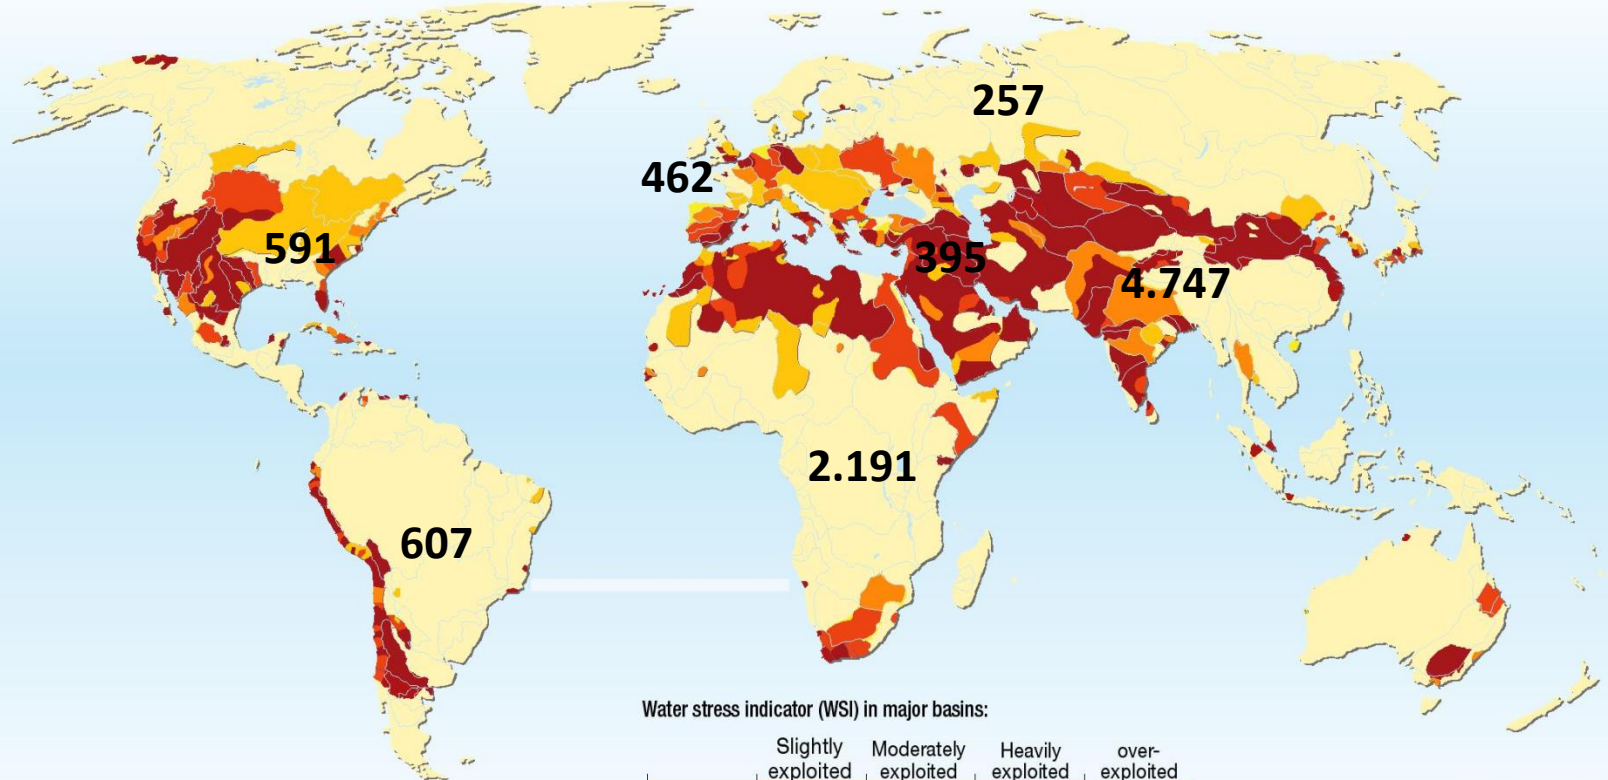 257
462
591
395
4.747
2.191
607
Water stress indicator (WSI) in major basins:
Slightly Moderately Heavily over-
exploited exploited exploited exploited